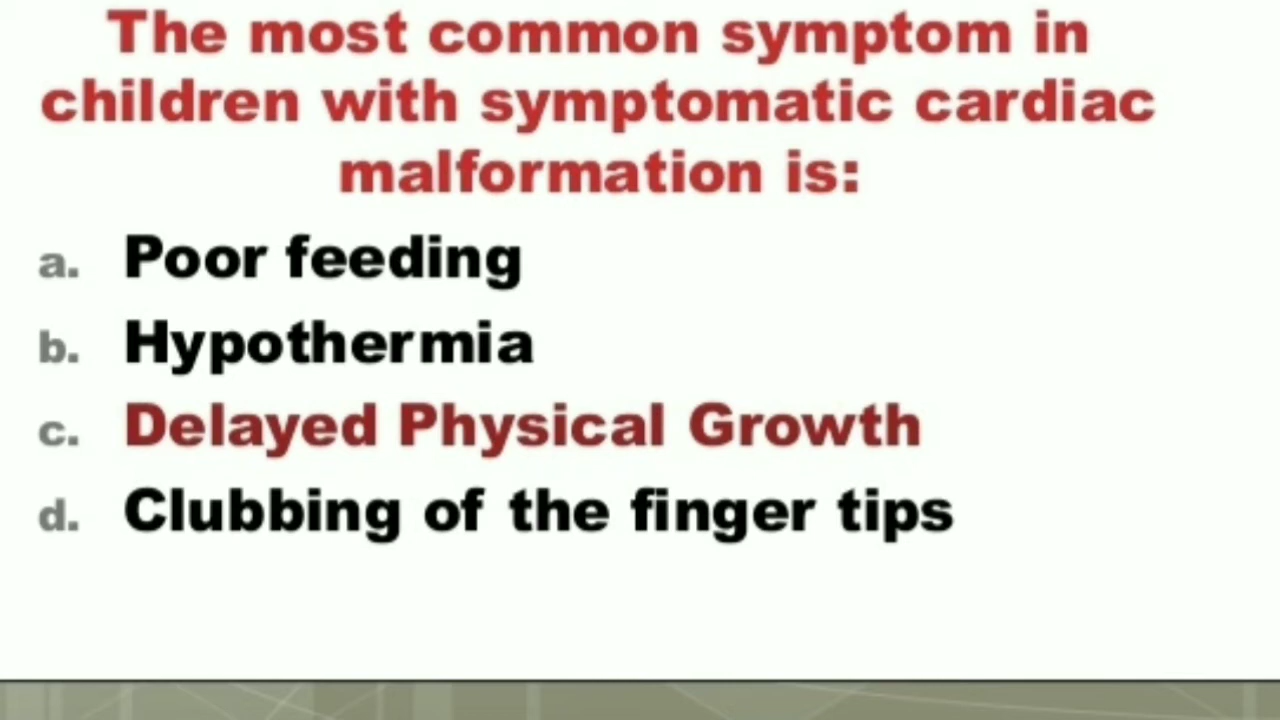 The most common symptom in
children with symptomatic cardiac
malformation is:
a. Poor feeding
b. Hypothermia
c. Delayed Physical Growth
d. Clubbing of the finger tips